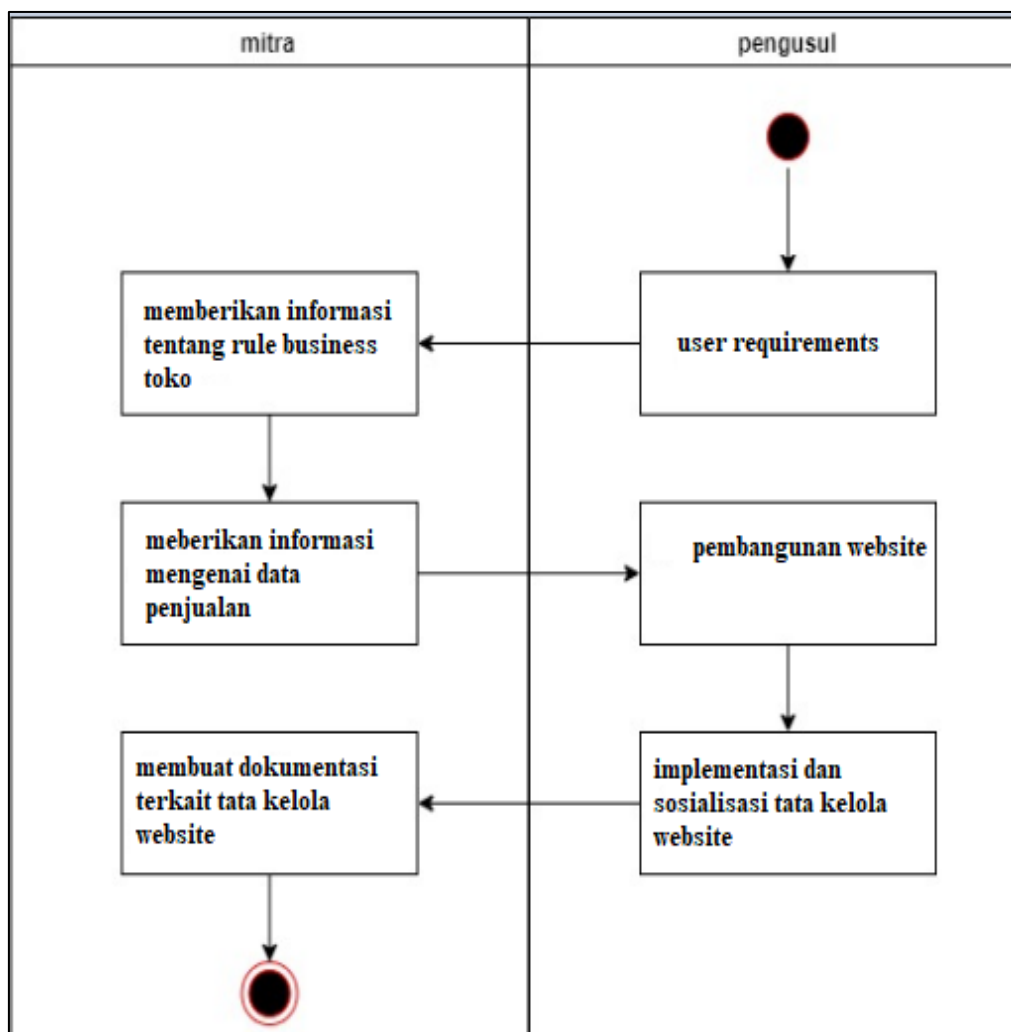 mitra
pengusul
memberikan informasi
tentang rule business
toko
user requirements
meberikan informasi
mengenai data
penjualan
pembangunan website
membuat dokumentasi
terkait tata kelola
website
implementasi dan
sosialisasi tata kelola
website